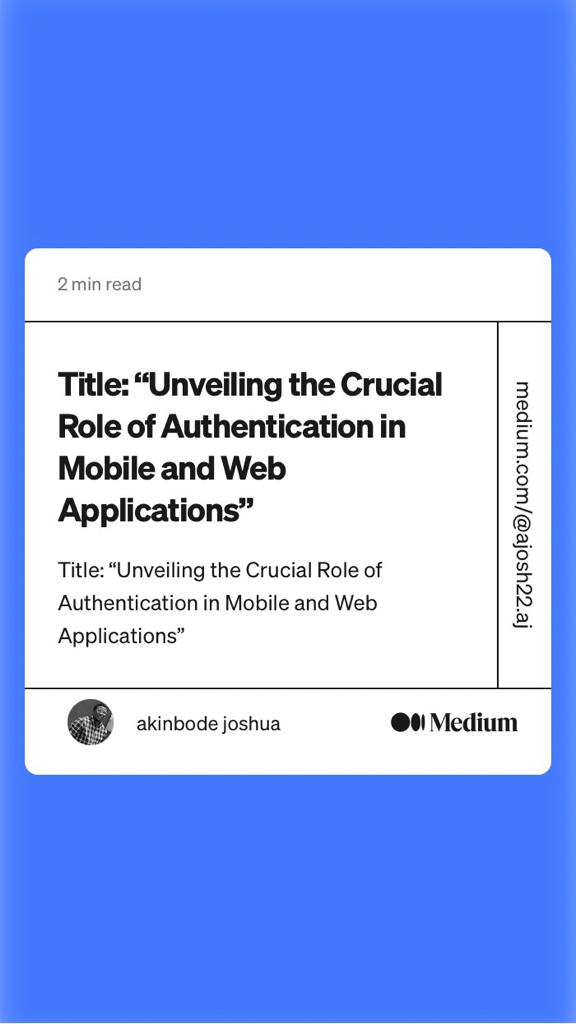 2 min read
Title: “Unveiling the Crucial
Role of Authentication in
Mobile and Web
Applications”
Title: “Unveiling the Crucial Role of
Authentication in Mobile and Web
Applications”
medium.com/@ajosh22.aj
akinbode joshua
Medium